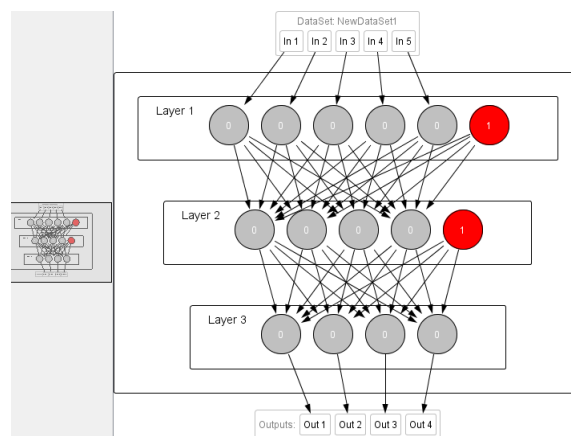 DataSet: NewDataSet1
In 1 In 2 In 3 In 4 In 5
Layer 1
0 0 0 0 0 1
Layer 2
0 0 0 0 1
Layer 3
0 0 0 0
Outputs: Out 1 Out 2 Out 3 Out 4